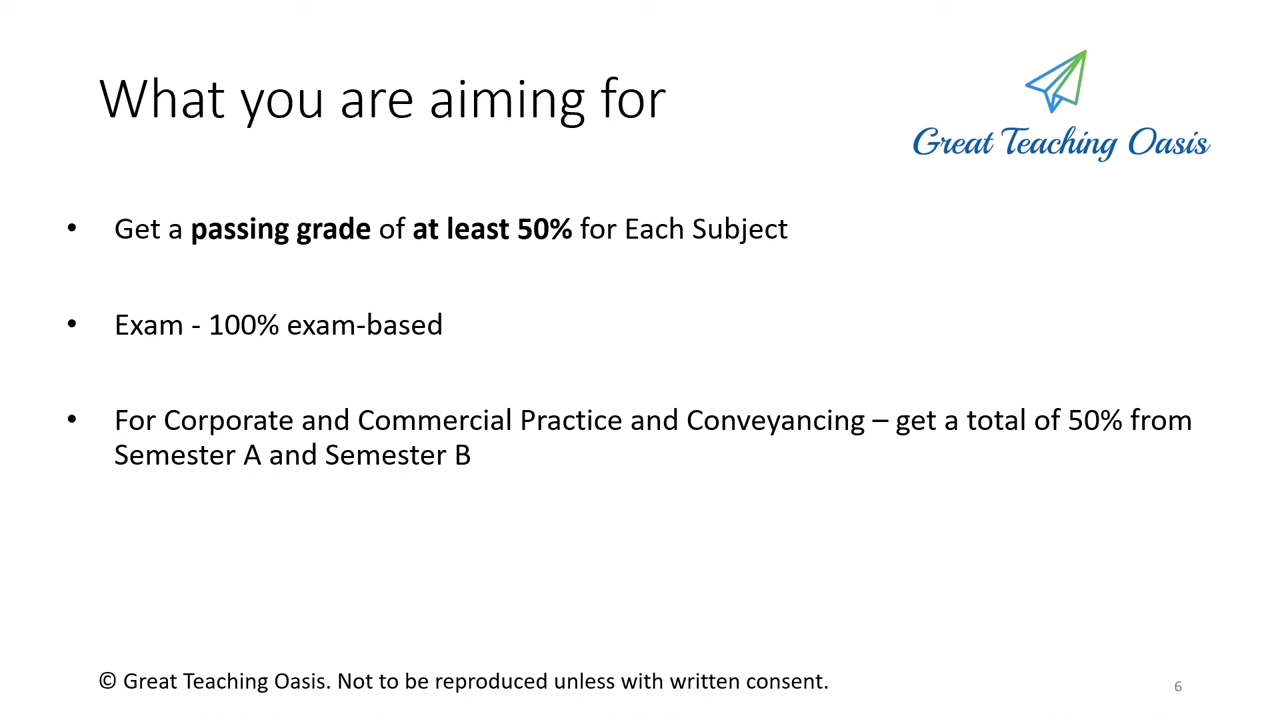 What you are aiming for
Great Teaching Oasis
• Get a passing grade of at least 50% for Each Subject
• Exam - 100% exam-based
• For Corporate and Commercial Practice and Conveyancing – get a total of 50% from
Semester A and Semester B
© Great Teaching Oasis. Not to be reproduced unless with written consent.
6